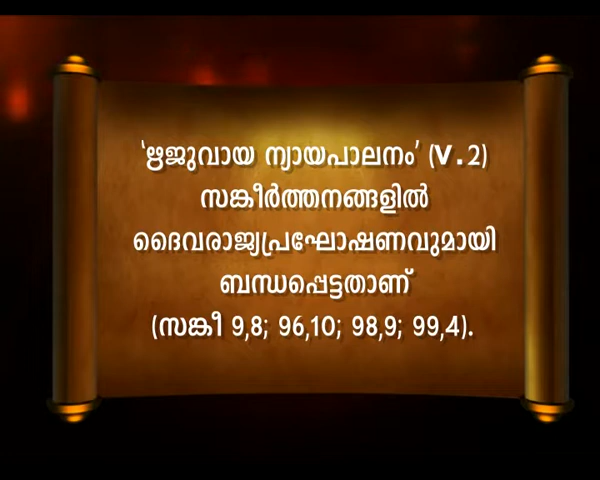 ‘ഋജുവായ ന്യായപാലനം’ (V.2)
സങ്കീർത്തനങ്ങളിൽ
ദൈവരാജ്യപ്രഘോഷണവുമായി
ബന്ധപ്പെട്ടതാണ്
(സങ്കീ 9,8; 96,10; 98,9; 99,4).